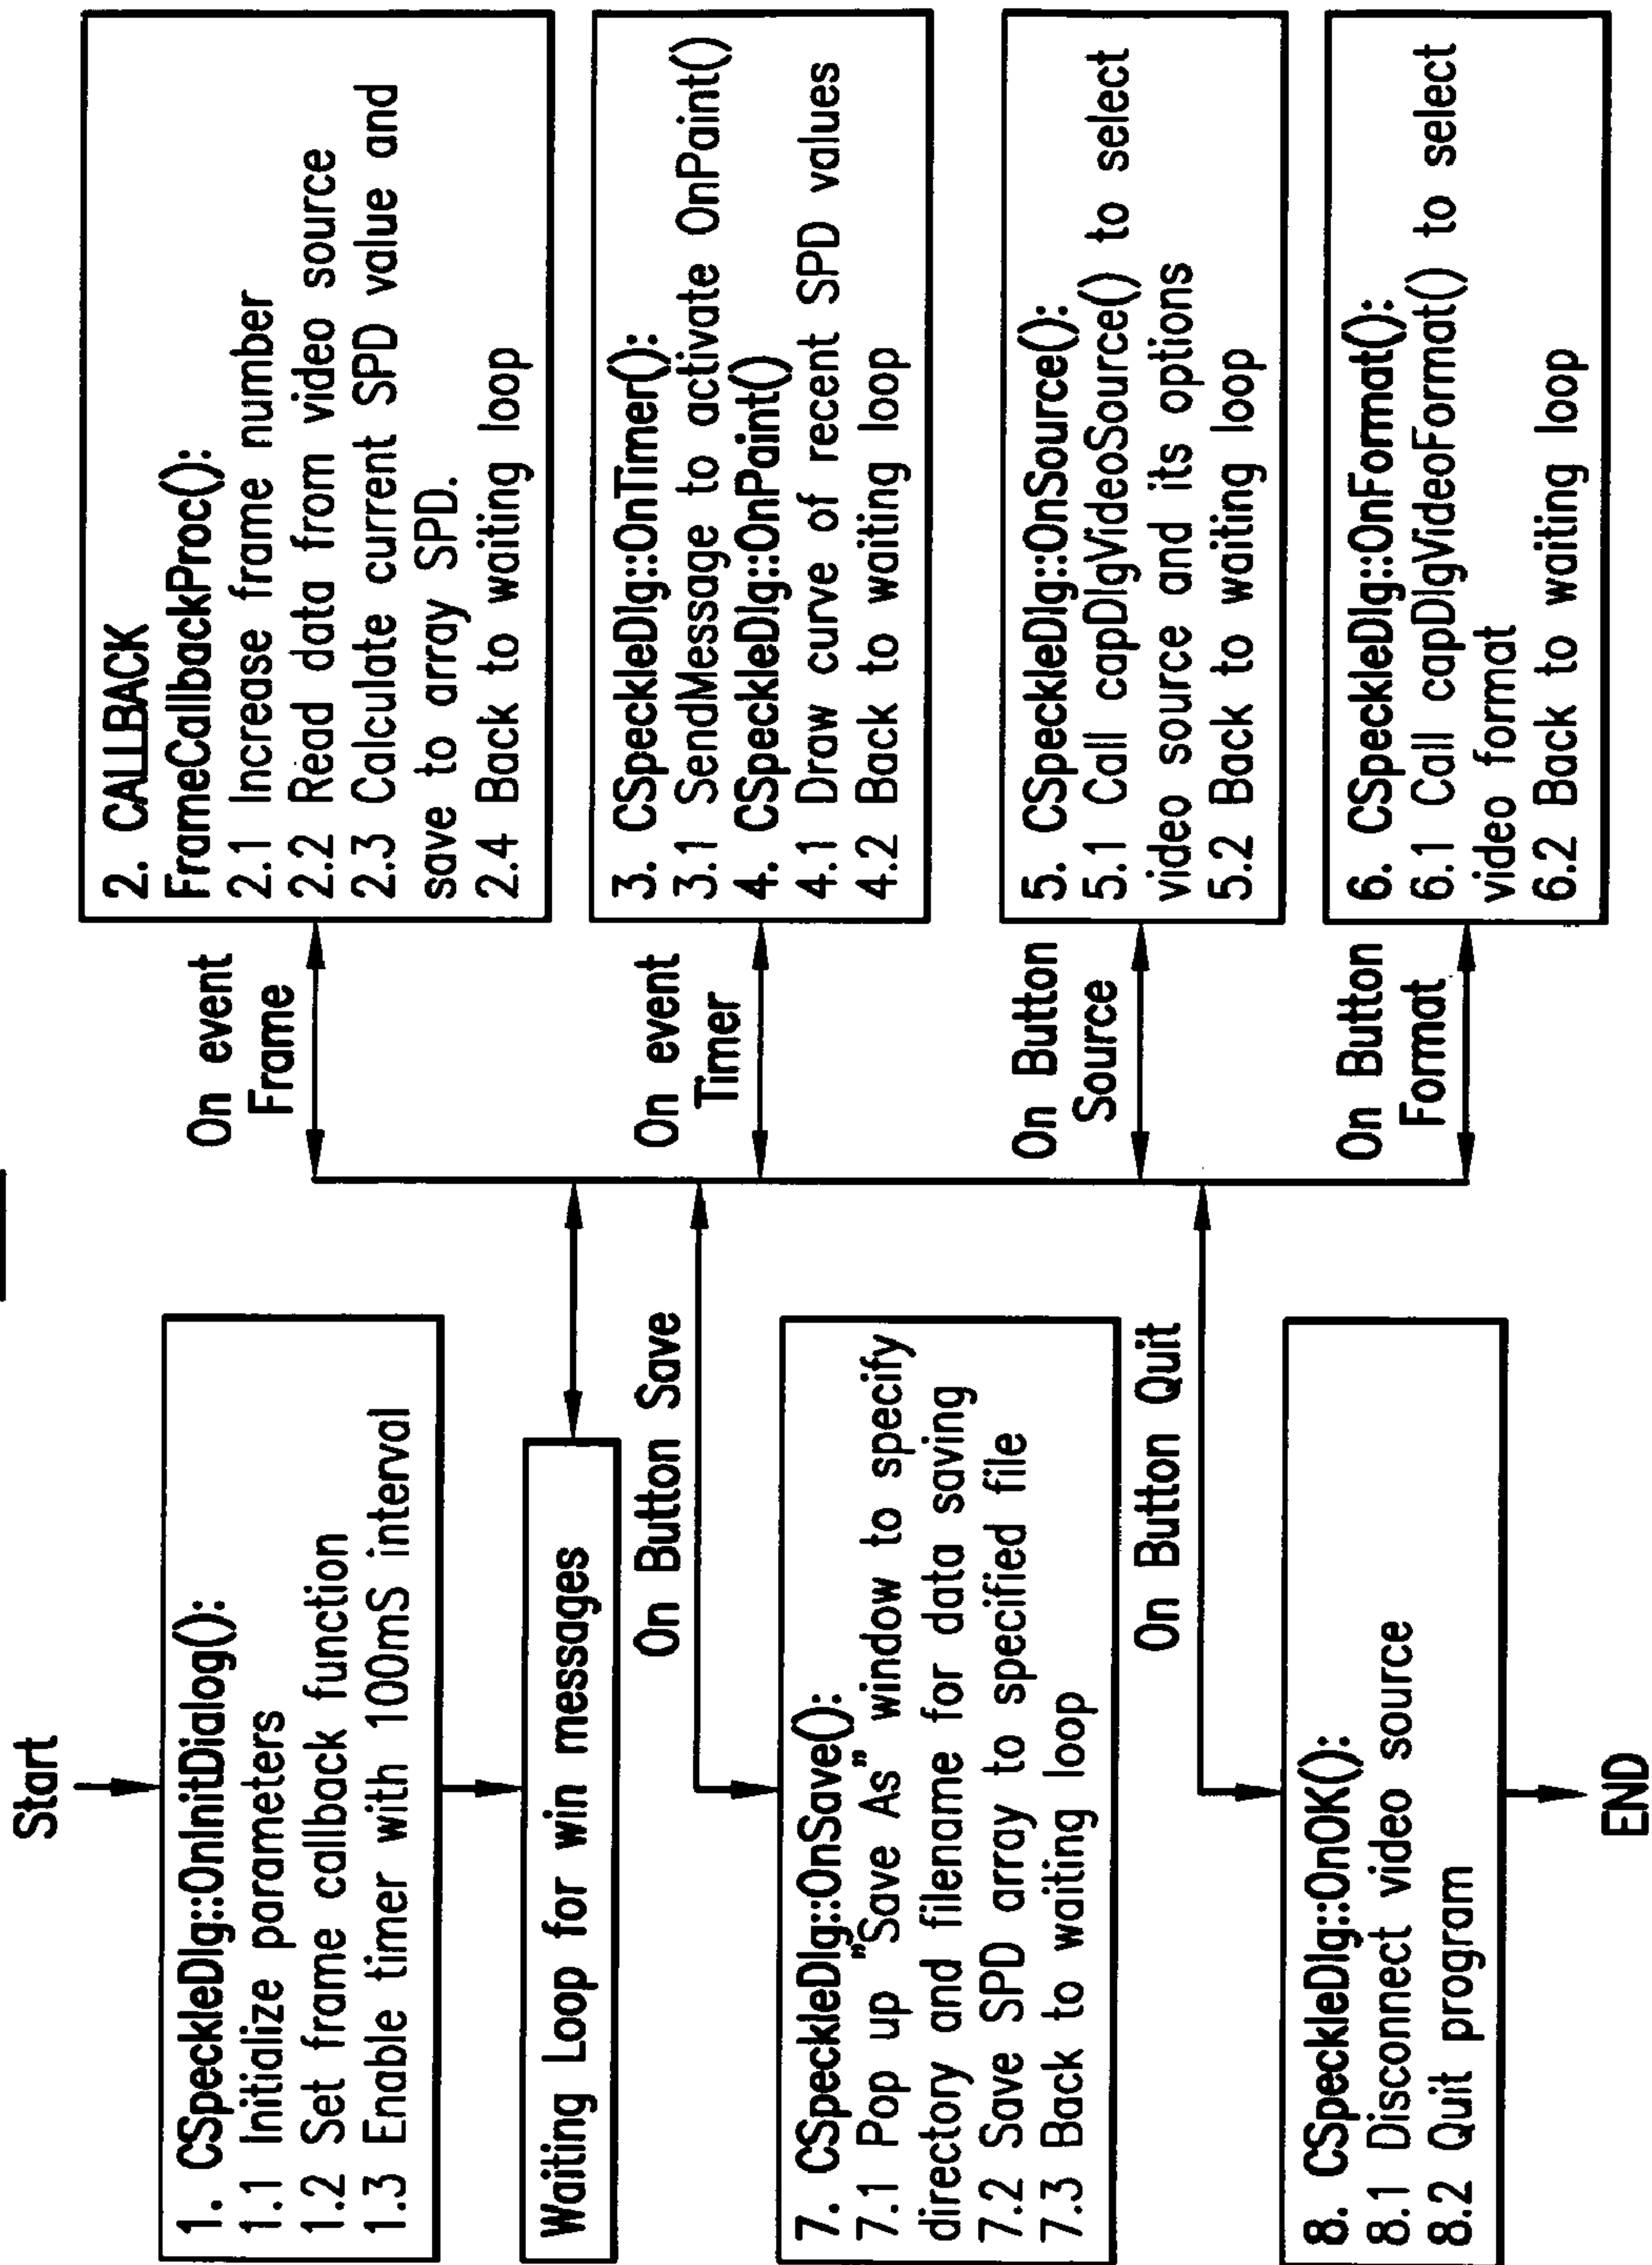 Start
1. CSpeckleDlg::OnInitDialog():
1.1 Initialize parameters
1.2 Set frame callback function
1.3 Enable timer with 100mS interval
Waiting Loop for win messages
On Button Save
7. CSpeckleDlg::OnSave():
7.1 Pop up "Save As" window to specify
directory and filename for data saving
7.2 Save SPD array to specified file
7.3 Back to waiting loop
On Button Quit
8. CSpeckleDlg::OnOK():
8.1 Disconnect video source
8.2 Quit program
END
On event
Frame
2. CALLBACK
FrameCallbackProc():
2.1 Increase frame number
2.2 Read data from video source
2.3 Calculate current SPD value and
save to array SPD.
2.4 Back to waiting loop
On event
Timer
3. CSpeckleDlg::OnTimer():
3.1 SendMessage to activate OnPaint()
4. CSpeckleDlg::OnPaint()
4.1 Draw curve of recent SPD values
4.2 Back to waiting loop
On Button
Source
5. CSpeckleDlg::OnSource():
5.1 Call capDlgVideoSource() to select
video source and its options
5.2 Back to waiting loop
On Button
Format
6. CSpeckleDlg::OnFormat():
6.1 Call capDlgVideoFormat() to select
video format
6.2 Back to waiting loop